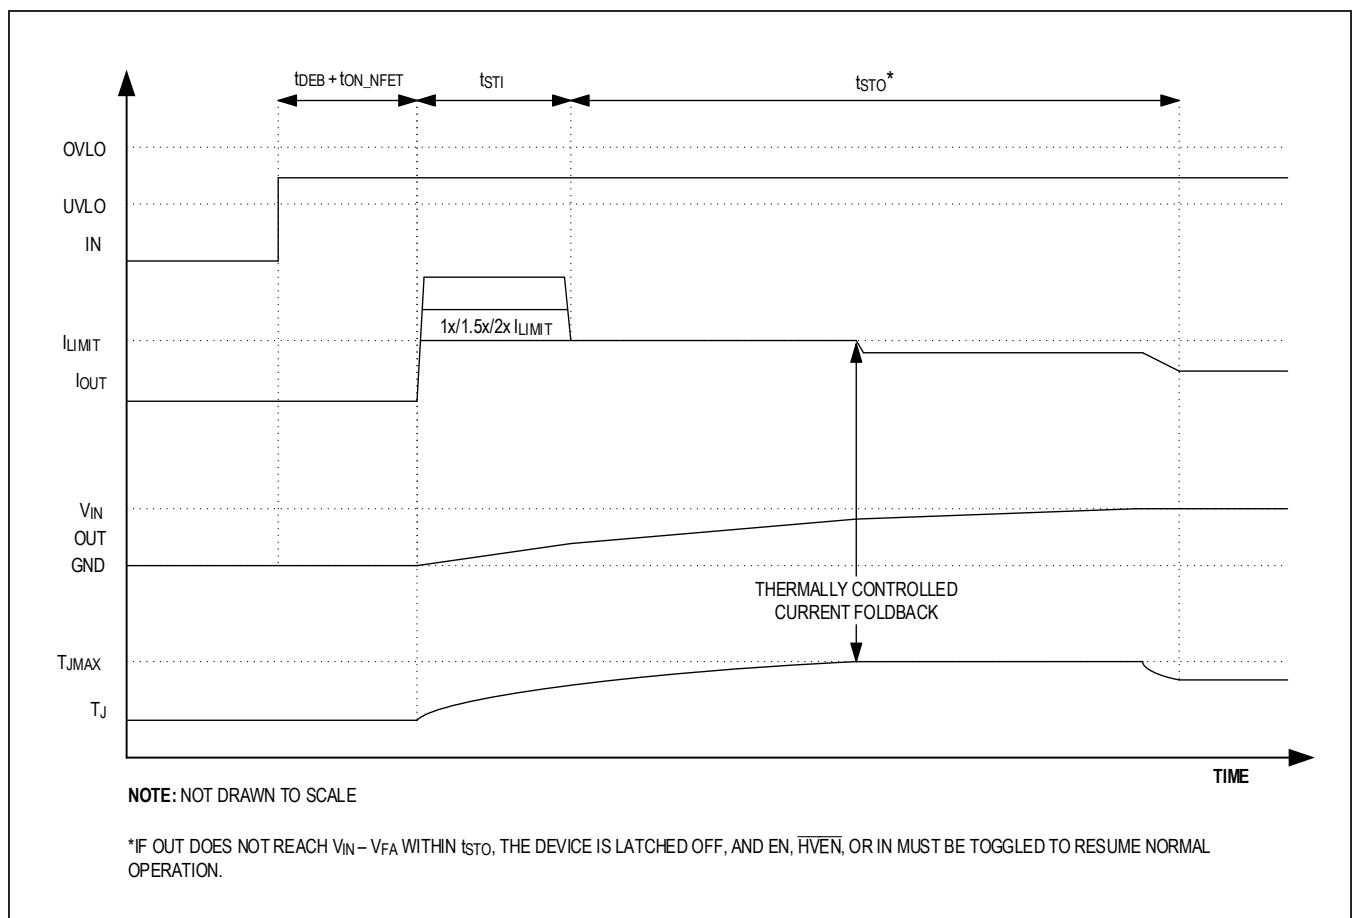 tDEB + tON_NFET
tSTI
tSTO*
OVLO
UVLO
IN
1x/1.5x/2x ILIMIT
ILIMIT
IOUT
VIN
OUT
GND
THERMALLY CONTROLLED
CURRENT FOLDBACK
TJMAX
TJ
TIME
NOTE: NOT DRAWN TO SCALE
*IF OUT DOES NOT REACH VIN – VFA WITHIN tSTO, THE DEVICE IS LATCHED OFF, AND EN, HVEN, OR IN MUST BE TOGGLED TO RESUME NORMAL
OPERATION.